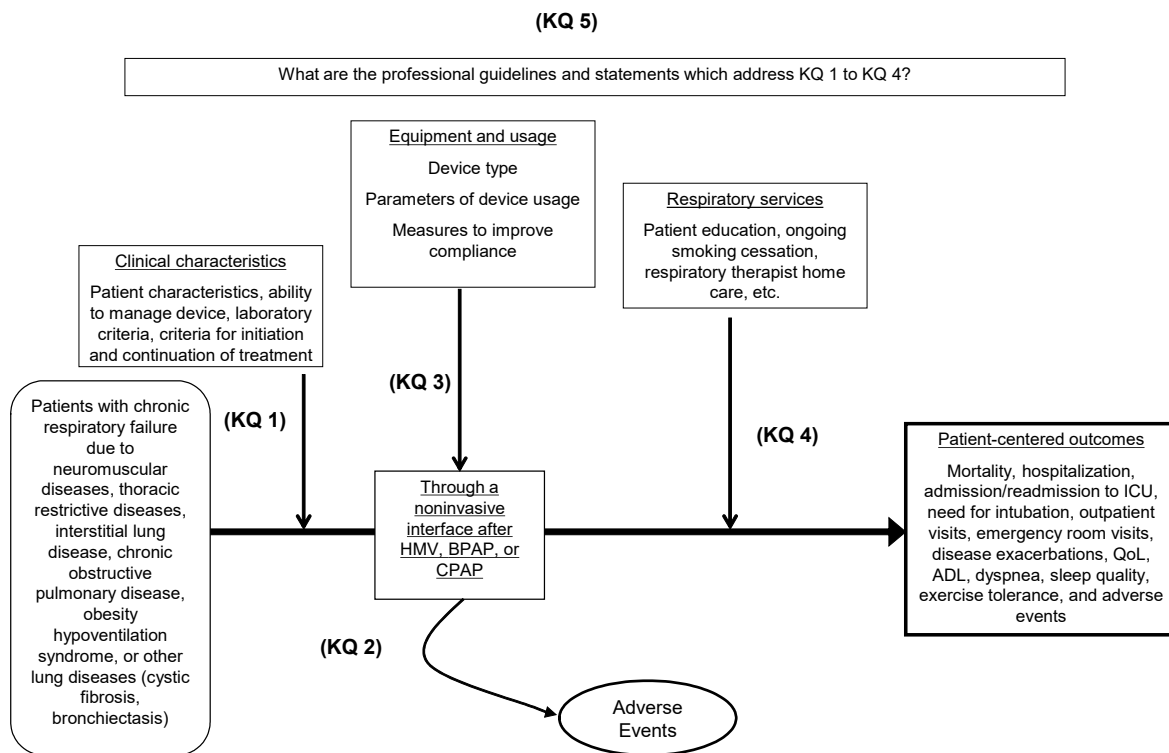 (KQ 5)
What are the professional guidelines and statements which address KQ 1 to KQ 4?
Equipment and usage
Device type
Parameters of device usage
Measures to improve
compliance
Respiratory services
Patient education, ongoing
smoking cessation,
respiratory therapist home
care, etc.
Clinical characteristics
Patient characteristics, ability
to manage device, laboratory
criteria, criteria for initiation
and continuation of treatment
(KQ 1)
(KQ 3)
(KQ 4)
Patients with chronic
respiratory failure
due to
neuromuscular
diseases, thoracic
restrictive diseases,
interstitial lung
disease, chronic
obstructive
pulmonary disease,
obesity
hypoventilation
syndrome, or other
lung diseases (cystic
fibrosis,
bronchiectasis)
Through a
noninvasive
interface after
HMV, BPAP, or
CPAP
Patient-centered outcomes
Mortality, hospitalization,
admission/readmission to ICU,
need for intubation, outpatient
visits, emergency room visits,
disease exacerbations, QoL,
ADL, dyspnea, sleep quality,
exercise tolerance, and adverse
events
(KQ 2)
Adverse
Events